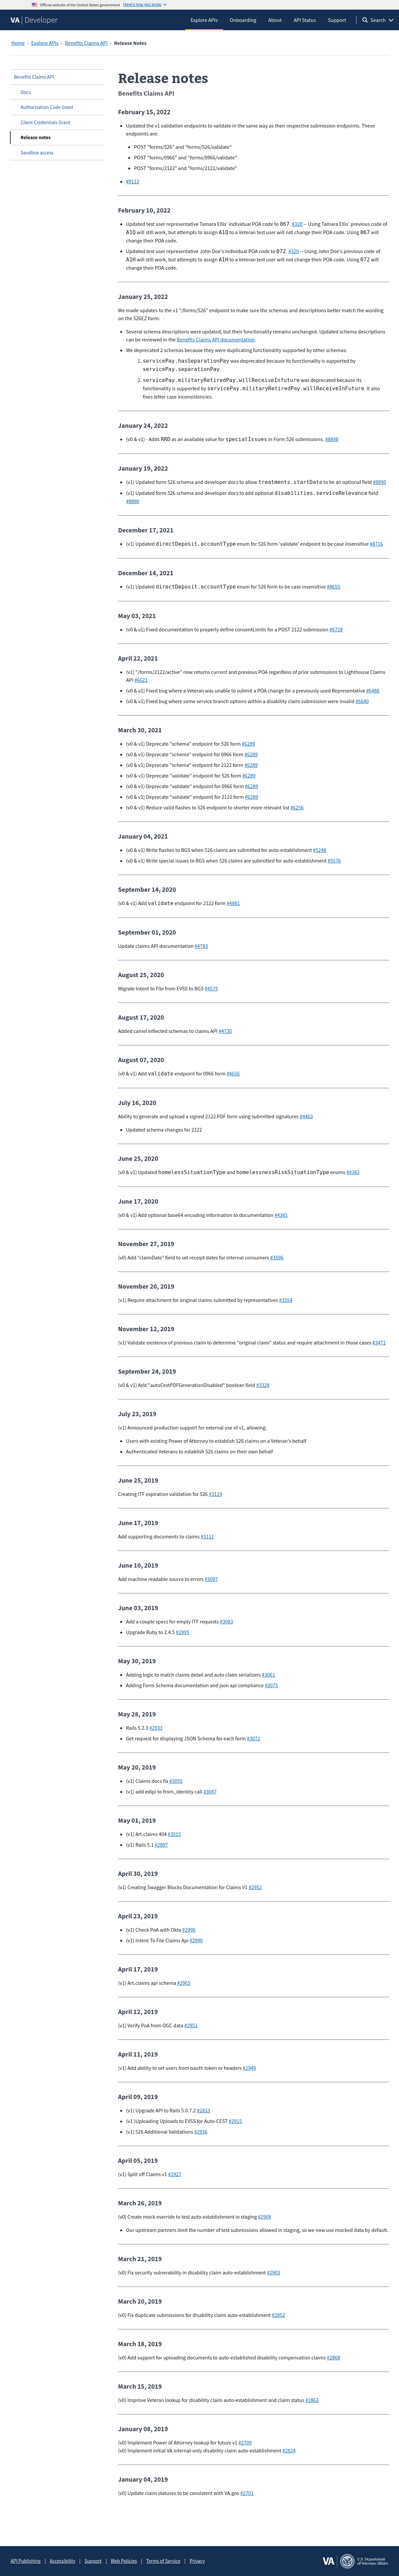 Official website of the United States government Here's how you know
VA | Developer
Explore APIs
Onboarding
About
API Status
Support
Search
Home › Explore APIs › Benefits Claims API › Release Notes
Benefits Claims API
Docs
Authorization Code Grant
Client Credentials Grant
Release notes
Sandbox access
Release notes
Benefits Claims API
February 15, 2022
Updated the v1 validation endpoints to validate in the same way as their respective submission endpoints. These
endpoints are:
POST "forms/526" and "forms/526/validate"
POST "forms/0966" and "forms/0966/validate"
POST "forms/2122" and "forms/2122/validate"
#9112
February 10, 2022
Updated test user representative Tamara Ellis' individual POA code to 067. #320 -- Using Tamara Ellis' previous code of
A1Q will still work, but attempts to assign A1Q to a Veteran test user will not change their POA code. Using 067 will
change their POA code.
Updated test user representative John Doe's individual POA code to 072. #320 -- Using John Doe's previous code of
A1H will still work, but attempts to assign A1H to a Veteran test user will not change their POA code. Using 072 will
change their POA code.
January 25, 2022
We made updates to the v1 "/forms/526" endpoint to make sure the schemas and descriptions better match the wording
on the 526EZ form:
Several schema descriptions were updated, but their functionality remains unchanged. Updated schema descriptions
can be reviewed in the Benefits Claims API documentation.
We deprecated 2 schemas because they were duplicating functionality supported by other schemas:
1. servicePay.hasSeparationPay was deprecated because its functionality is supported by
servicePay.separationPay.
2. servicePay.militaryRetiredPay.willReceiveInFuture was deprecated because its
functionality is supported by servicePay.militaryRetiredPay.willReceiveInFuture. It also
fixes letter case inconsistencies.
January 24, 2022
(v0 & v1) - Adds RRD as an available value for specialIssues in Form 526 submissions. #8898
January 19, 2022
(v1) Updated form 526 schema and developer docs to allow treatments.startDate to be an optional field #8890
(v1) Updated form 526 schema and developer docs to add optional disabilities.serviceRelevance field
#8890
December 17, 2021
(v1) Updated directDeposit.accountType enum for 526 form 'validate' endpoint to be case insensitive #8716
December 14, 2021
(v1) Updated directDeposit.accountType enum for 526 form to be case insensitive #8655
May 03, 2021
(v0 & v1) Fixed documentation to properly define consentLimits for a POST 2122 submission #6728
April 22, 2021
(v1) "/forms/2122/active" now returns current and previous POA regardless of prior submissions to Lighthouse Claims
API #6621
(v0 & v1) Fixed bug where a Veteran was unable to submit a POA change for a previously used Representative #6486
(v0 & v1) Fixed bug where some service branch options within a disability claim submission were invalid #6640
March 30, 2021
(v0 & v1) Deprecate "schema" endpoint for 526 form #6289
(v0 & v1) Deprecate "schema" endpoint for 0966 form #6289
(v0 & v1) Deprecate "schema" endpoint for 2122 form #6289
(v0 & v1) Deprecate "validate" endpoint for 526 form #6289
(v0 & v1) Deprecate "validate" endpoint for 0966 form #6289
(v0 & v1) Deprecate "validate" endpoint for 2122 form #6289
(v0 & v1) Reduce valid flashes to 526 endpoint to shorter more relevant list #6256
January 04, 2021
(v0 & v1) Write flashes to BGS when 526 claims are submitted for auto-establishment #5248
(v0 & v1) Write special issues to BGS when 526 claims are submitted for auto-establishment #5576
September 14, 2020
(v0 & v1) Add validate endpoint for 2122 form #4881
September 01, 2020
Update claims API documentation #4783
August 25, 2020
Migrate Intent to File from EVSS to BGS #4575
August 17, 2020
Added camel inflected schemas to claims API #4730
August 07, 2020
(v0 & v1) Add validate endpoint for 0966 form #4656
July 16, 2020
Ability to generate and upload a signed 2122 PDF form using submitted signatures #4463
Updated schema changes for 2122
June 25, 2020
(v0 & v1) Updated homelessSituationType and homelessnessRiskSituationType enums #4383
June 17, 2020
(v0 & v1) Add optional base64 encoding information to documentation #4381
November 27, 2019
(v0) Add "claimDate" field to set receipt dates for internal consumers #3596
November 20, 2019
(v1) Require attachment for original claims submitted by representatives #3554
November 12, 2019
(v1) Validate existence of previous claim to determine "original claim" status and require attachment in those cases #3471
September 24, 2019
(v0 & v1) Add "autoCestPDFGenerationDisabled" boolean field #3328
July 23, 2019
(v1) Announced production support for external use of v1, allowing:
Users with existing Power of Attorney to establish 526 claims on a Veteran's behalf
Authenticated Veterans to establish 526 claims on their own behalf
June 25, 2019
Creating ITF expiration validation for 526 #3119
June 17, 2019
Add supporting documents to claims #3111
June 10, 2019
Add machine readable source to errors #3097
June 03, 2019
Add a couple specs for empty ITF requests #3083
Upgrade Ruby to 2.4.5 #2995
May 30, 2019
Adding logic to match claims detail and auto claim serializers #3061
Adding Form Schema documentation and json api compliance #3075
May 28, 2019
Rails 5.2.3 #2933
Get request for displaying JSON Schema for each form #3072
May 20, 2019
(v1) Claims docs fix #3055
(v1) add edipi to from_identity call #3047
May 01, 2019
(v1) Art.claims 404 #3015
(v1) Rails 5.1 #2897
April 30, 2019
(v1) Creating Swagger Blocks Documentation for Claims V1 #2952
April 23, 2019
(v1) Check PoA with Okta #2990
(v1) Intent To File Claims Api #2990
April 17, 2019
(v1) Art.claims api schema #2965
April 12, 2019
(v1) Verify PoA from OGC data #2951
April 11, 2019
(v1) Add ability to set users from oauth token or headers #2949
April 09, 2019
(v1) Upgrade API to Rails 5.0.7.2 #2633
(v1 )Uploading Uploads to EVSS for Auto-CEST #2915
(v1) 526 Additional Validations #2936
April 05, 2019
(v1) Split off Claims v1 #2927
March 26, 2019
(v0) Create mock override to test auto-establishment in staging #2908
Our upstream partners limit the number of test submissions allowed in staging, so we now use mocked data by default.
March 21, 2019
(v0) Fix security vulnerability in disability claim auto-establishment #2903
March 20, 2019
(v0) Fix duplicate submissions for disability claim auto-establishment #2852
March 18, 2019
(v0) Add support for uploading documents to auto-established disability compensation claims #2868
March 15, 2019
(v0) Improve Veteran lookup for disability claim auto-establishment and claim status #2863
January 08, 2019
(v0) Implement Power of Attorney lookup for future v1 #2709
(v0) Implement initial VA internal-only disability claim auto-establishment #2824
January 04, 2019
(v0) Update claim statuses to be consistent with VA.gov #2701
API Publishing | Accessibility | Support | Web Policies | Terms of Service | Privacy
VA
U.S. Department
of Veterans Affairs